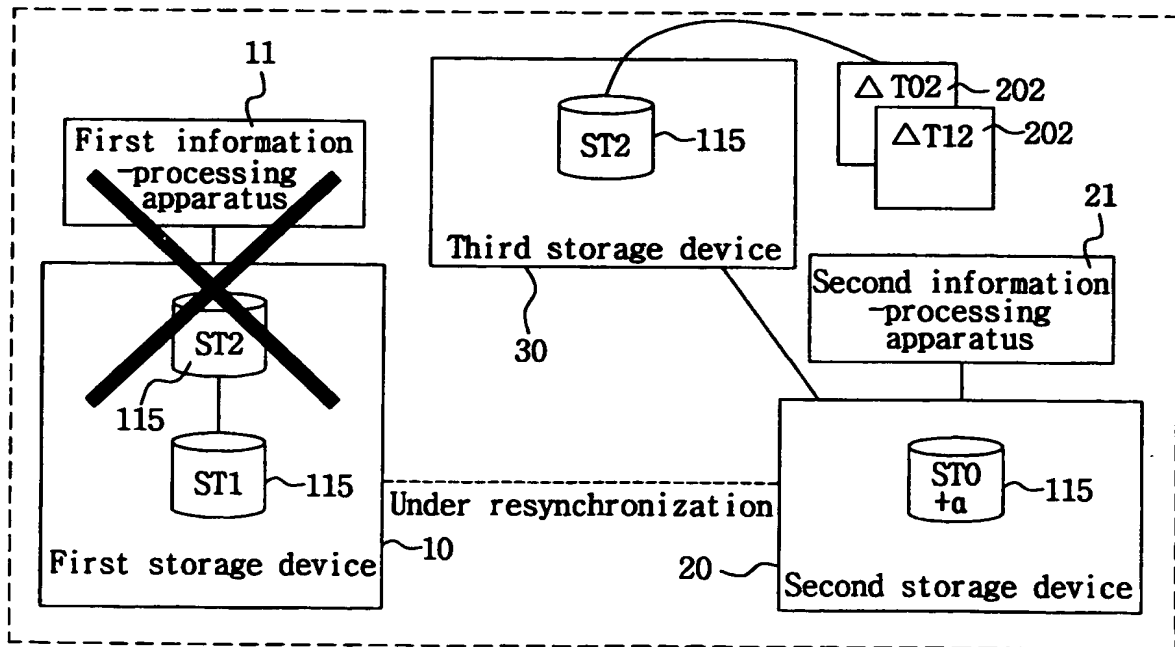 11
First information
-processing
apparatus
ST2
115
ST1
115
First storage device
10
ST2
115
Third storage device
30
△ T02
202
△T12
202
21
Second information
-processing
apparatus
Under resynchronization
ST0
+a
115
20
Second storage device